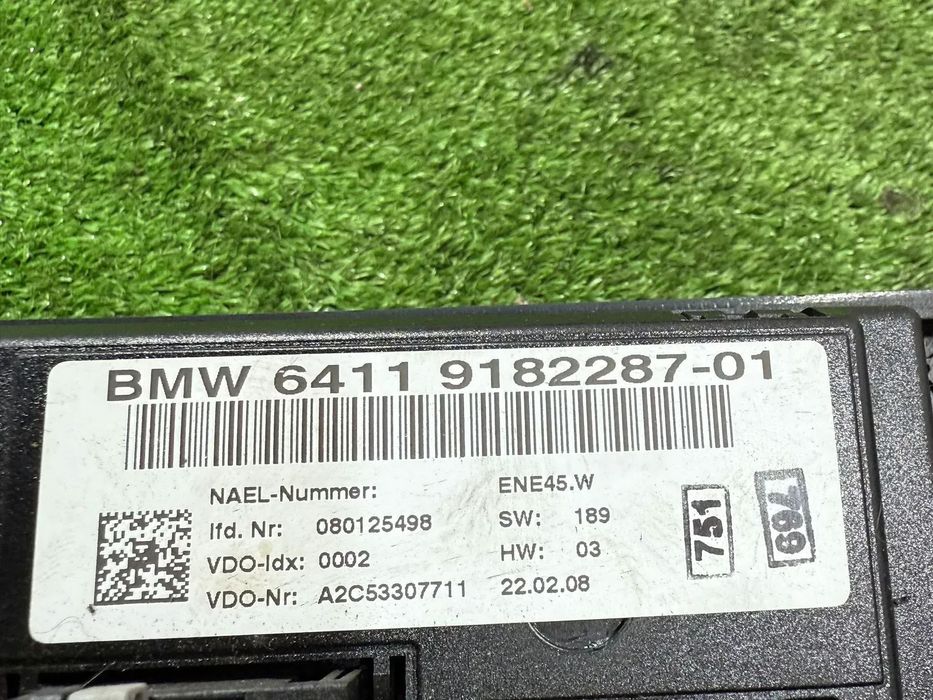 BMW 6411 9182287-01
NAEL-Nummer: ENE45.W
lfd. Nr: 080125498 SW: 189
VDO-Idx: 0002 HW: 03
VDO-Nr: A2C53307711 22.02.08
751
769